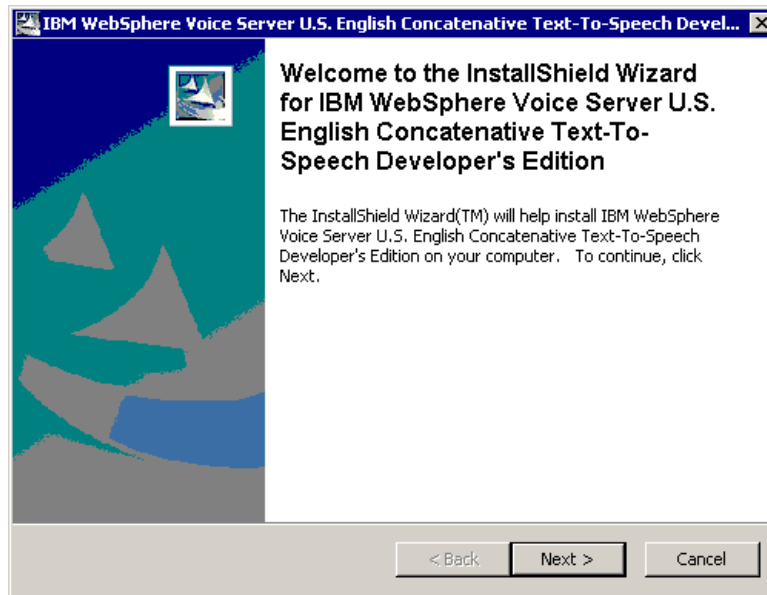 IBM WebSphere Voice Server U.S. English Concatenative Text-To-Speech Devel...
Welcome to the InstallShield Wizard
for IBM WebSphere Voice Server U.S.
English Concatenative Text-To-
Speech Developer's Edition
The InstallShield Wizard(TM) will help install IBM WebSphere
Voice Server U.S. English Concatenative Text-To-Speech
Developer's Edition on your computer.   To continue, click
Next.
< Back
Next >
Cancel